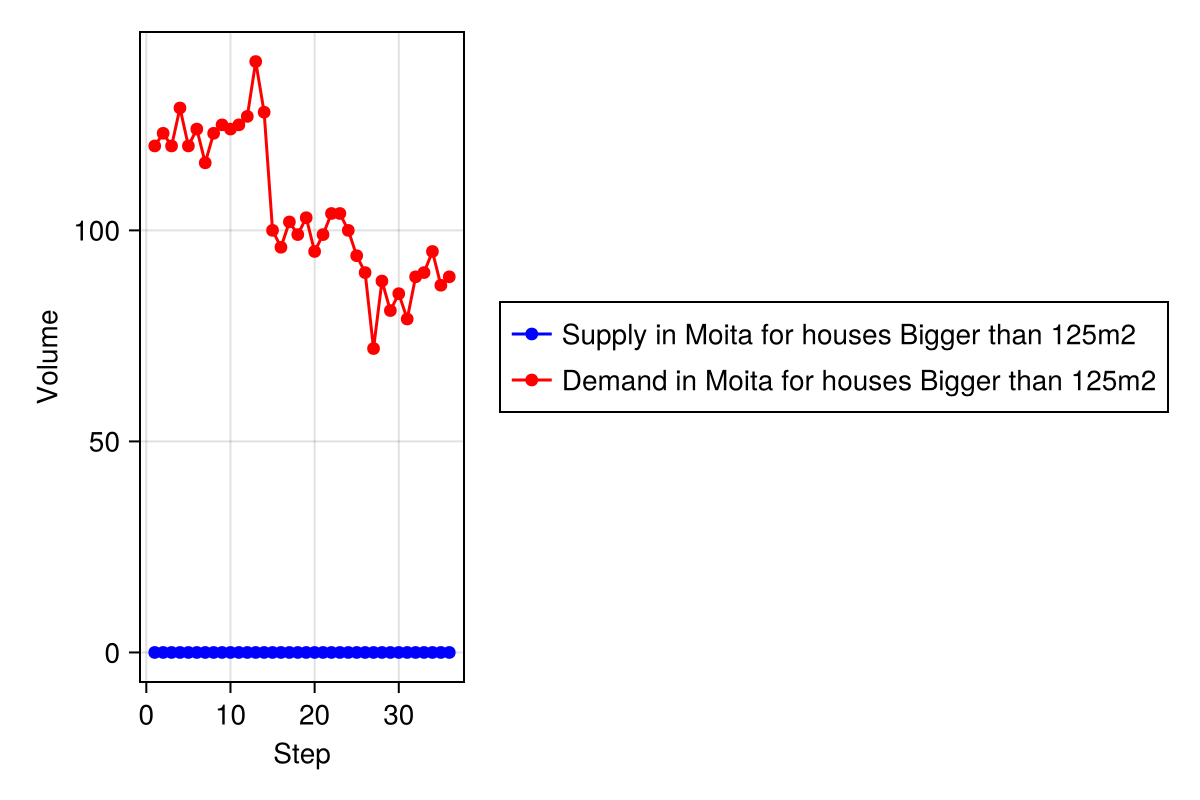 Volume
100
50
0
0 10 20 30
Step
Supply in Moita for houses Bigger than 125m2
Demand in Moita for houses Bigger than 125m2